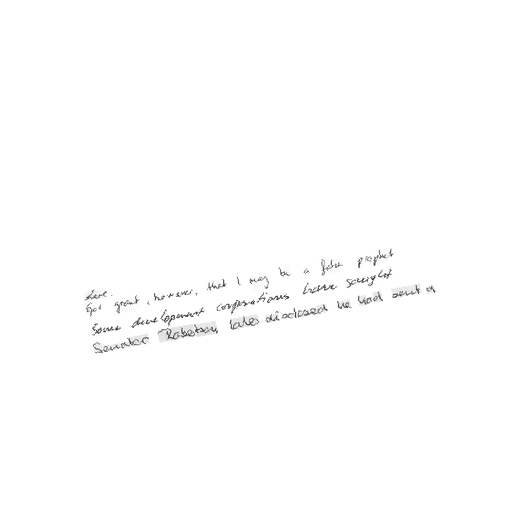 here.
grant, however, that I may be a false prophet
Some development corporations have sought
Senator Robertson later disclosed he had sent a